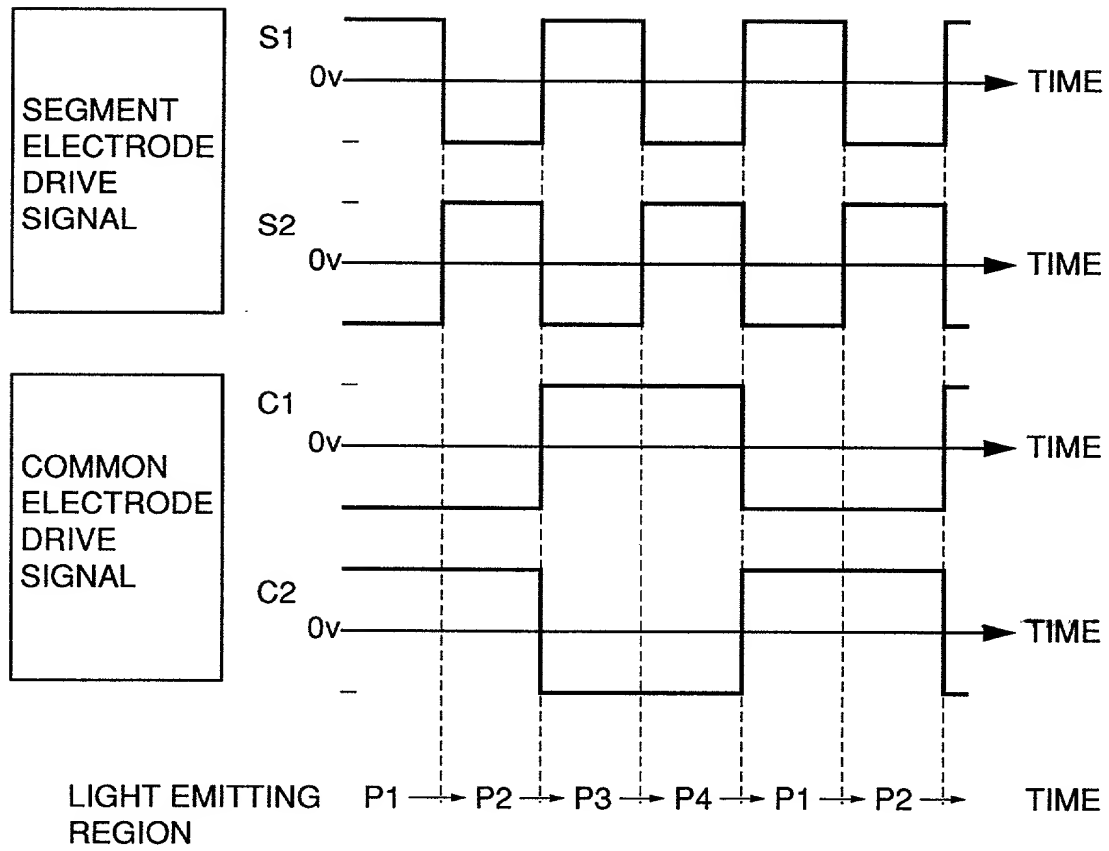 SEGMENT
ELECTRODE
DRIVE
SIGNAL
S1
0v
TIME
S2
0v
TIME
COMMON
ELECTRODE
DRIVE
SIGNAL
C1
0v
TIME
C2
0v
TIME
LIGHT EMITTING
REGION
P1 → P2 → P3 → P4 → P1 → P2 → TIME